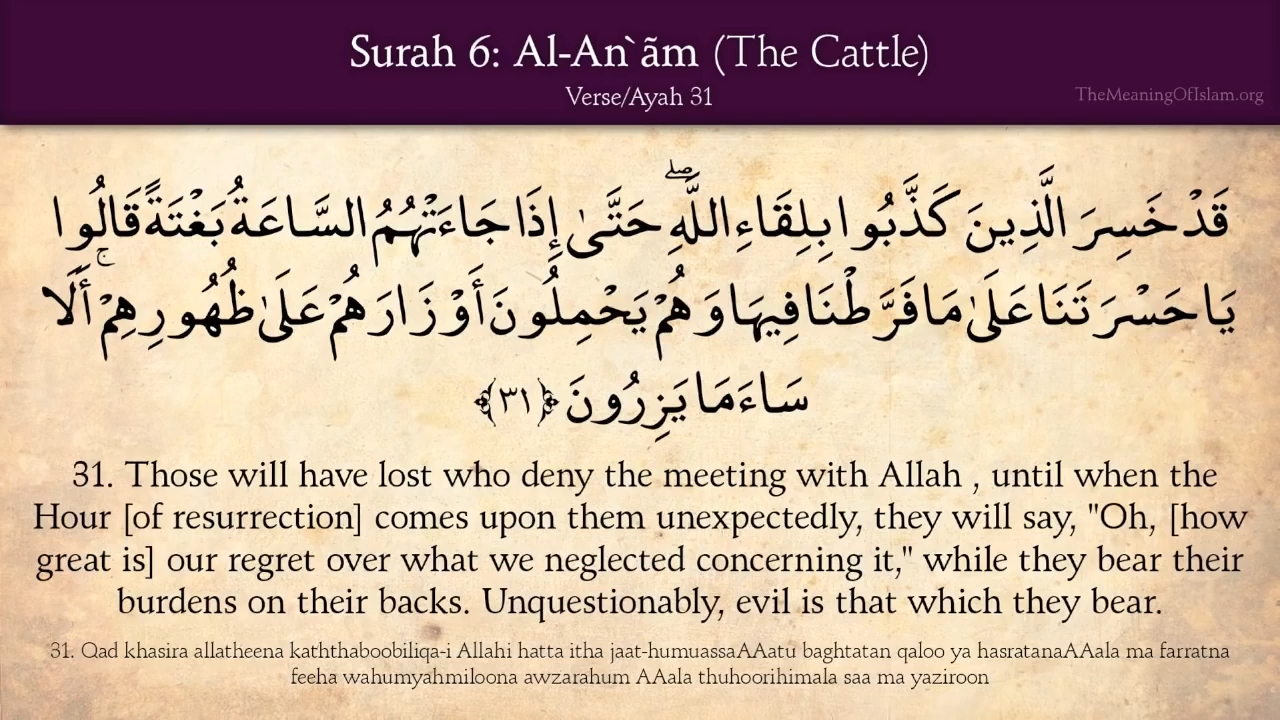 Surah 6: Al-An`ãm (The Cattle)
Verse/Ayah 31
TheMeaningOfIslam.org
قَدْ خَسِرَ الَّذِينَ كَذَّبُوا بِلِقَاءِ اللَّهِ ۖ حَتَّىٰ إِذَا جَاءَتْهُمُ السَّاعَةُ بَغْتَةً قَالُوا
يَا حَسْرَتَنَا عَلَىٰ مَا فَرَّطْنَا فِيهَا وَهُمْ يَحْمِلُونَ أَوْزَارَهُمْ عَلَىٰ ظُهُورِهِمْ ۚ أَلَا
سَاءَ مَا يَزِرُونَ ﴿٣١﴾
31. Those will have lost who deny the meeting with Allah , until when the
Hour [of resurrection] comes upon them unexpectedly, they will say, "Oh, [how
great is] our regret over what we neglected concerning it," while they bear their
burdens on their backs. Unquestionably, evil is that which they bear.
31. Qad khasira allatheena kaththaboobiliqa-i Allahi hatta itha jaat-humuassaAAatu baghtatan qaloo ya hasratanaAAala ma farratna
feeha wahumyahmiloona awzarahum AAala thuhoorihimala saa ma yaziroon